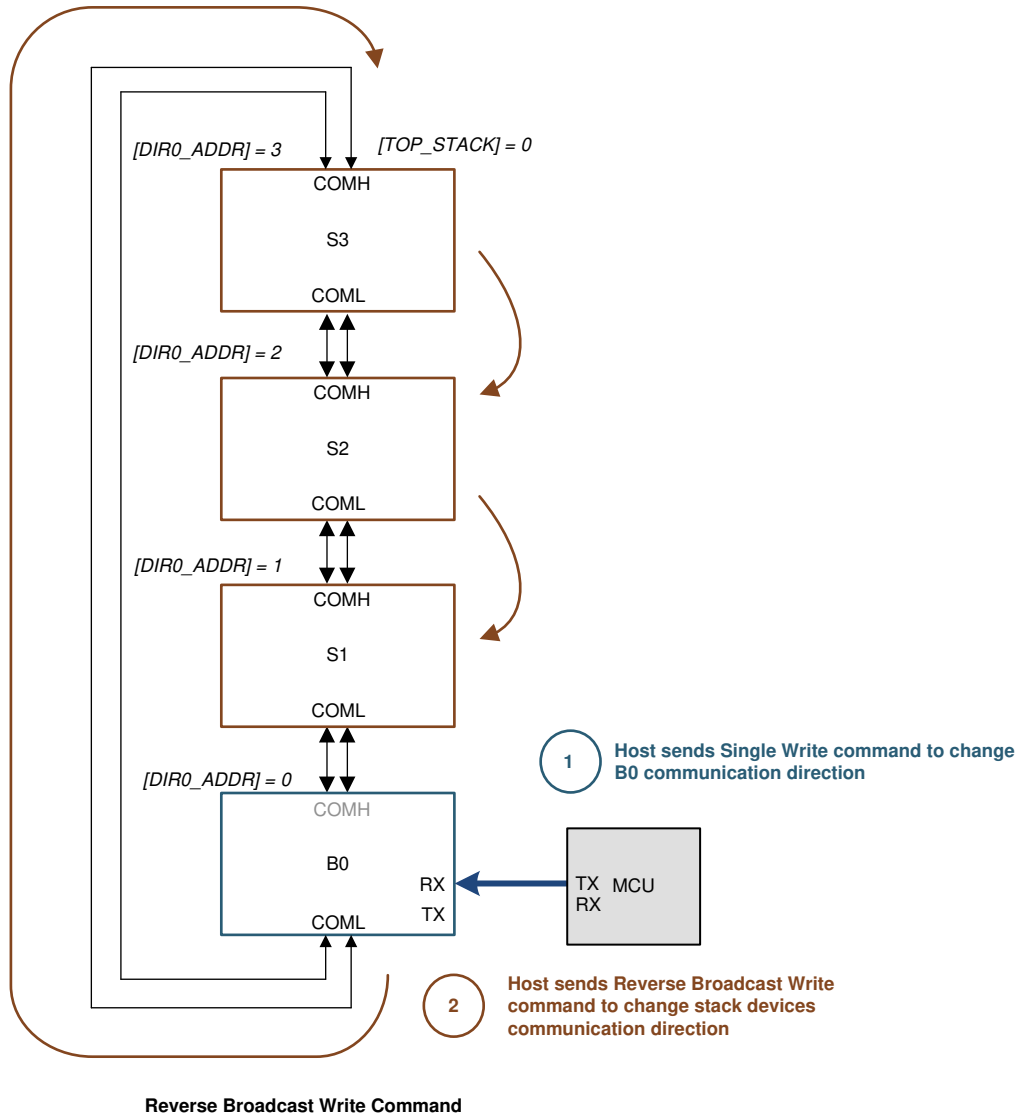 [DIR0_ADDR] = 3
[TOP_STACK] = 0
COMH
S3
COML
[DIR0_ADDR] = 2
COMH
S2
COML
[DIR0_ADDR] = 1
COMH
S1
COML
[DIR0_ADDR] = 0
COMH
B0
RX
TX
COML
1
Host sends Single Write command to change
B0 communication direction
TX MCU
RX
2
Host sends Reverse Broadcast Write
command to change stack devices
communication direction
Reverse Broadcast Write Command